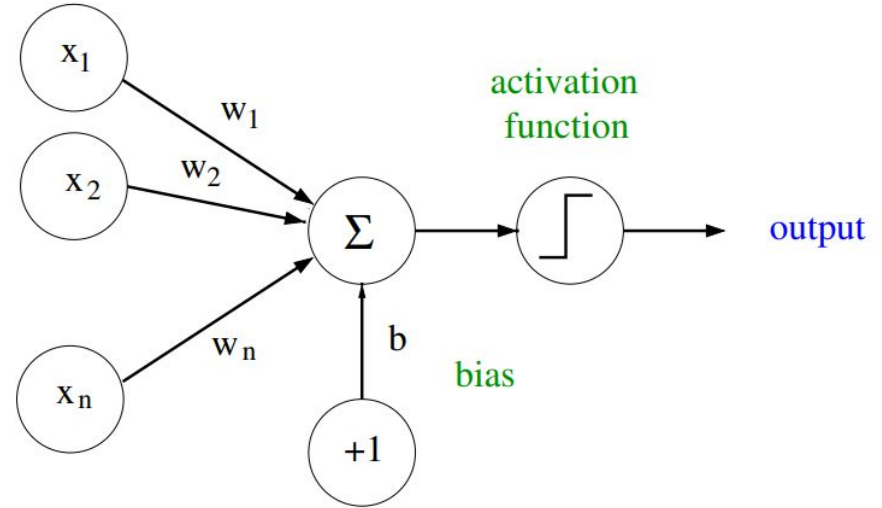 x1
w1
activation
function
x2
w2
Σ
output
wn
b
bias
xn
+1